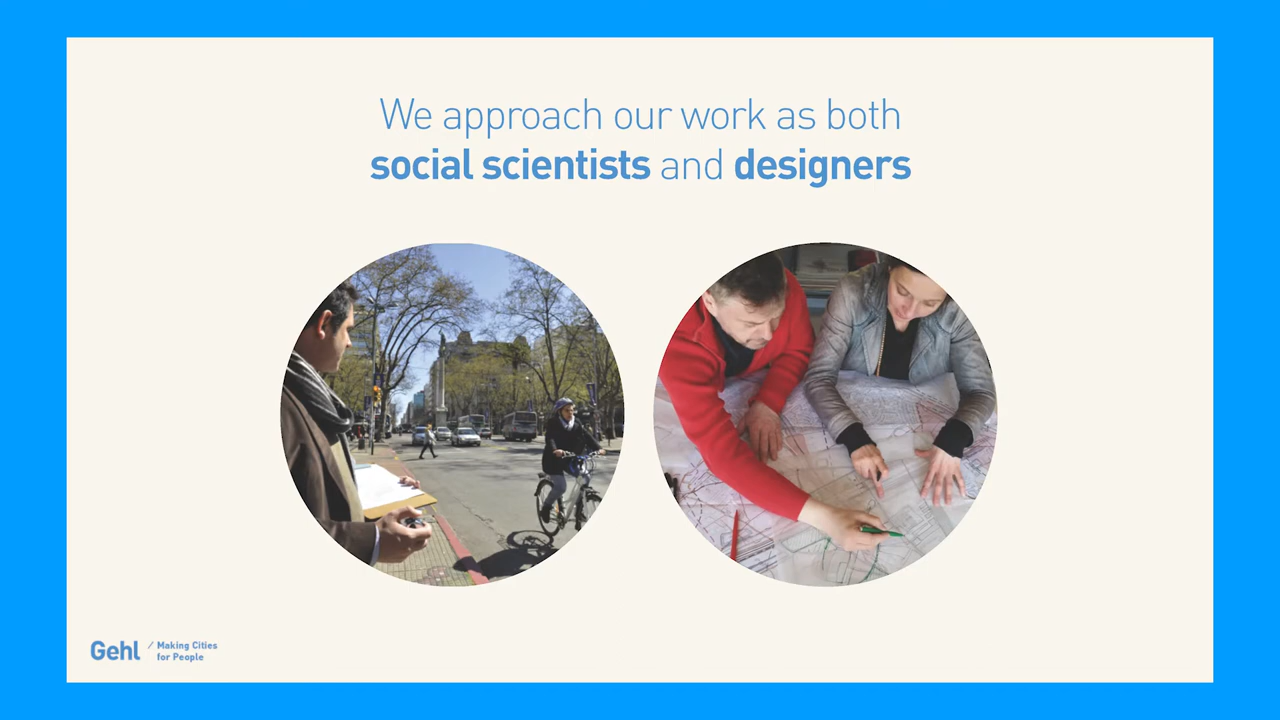 We approach our work as both
social scientists and designers
Gehl / Making Cities
for People